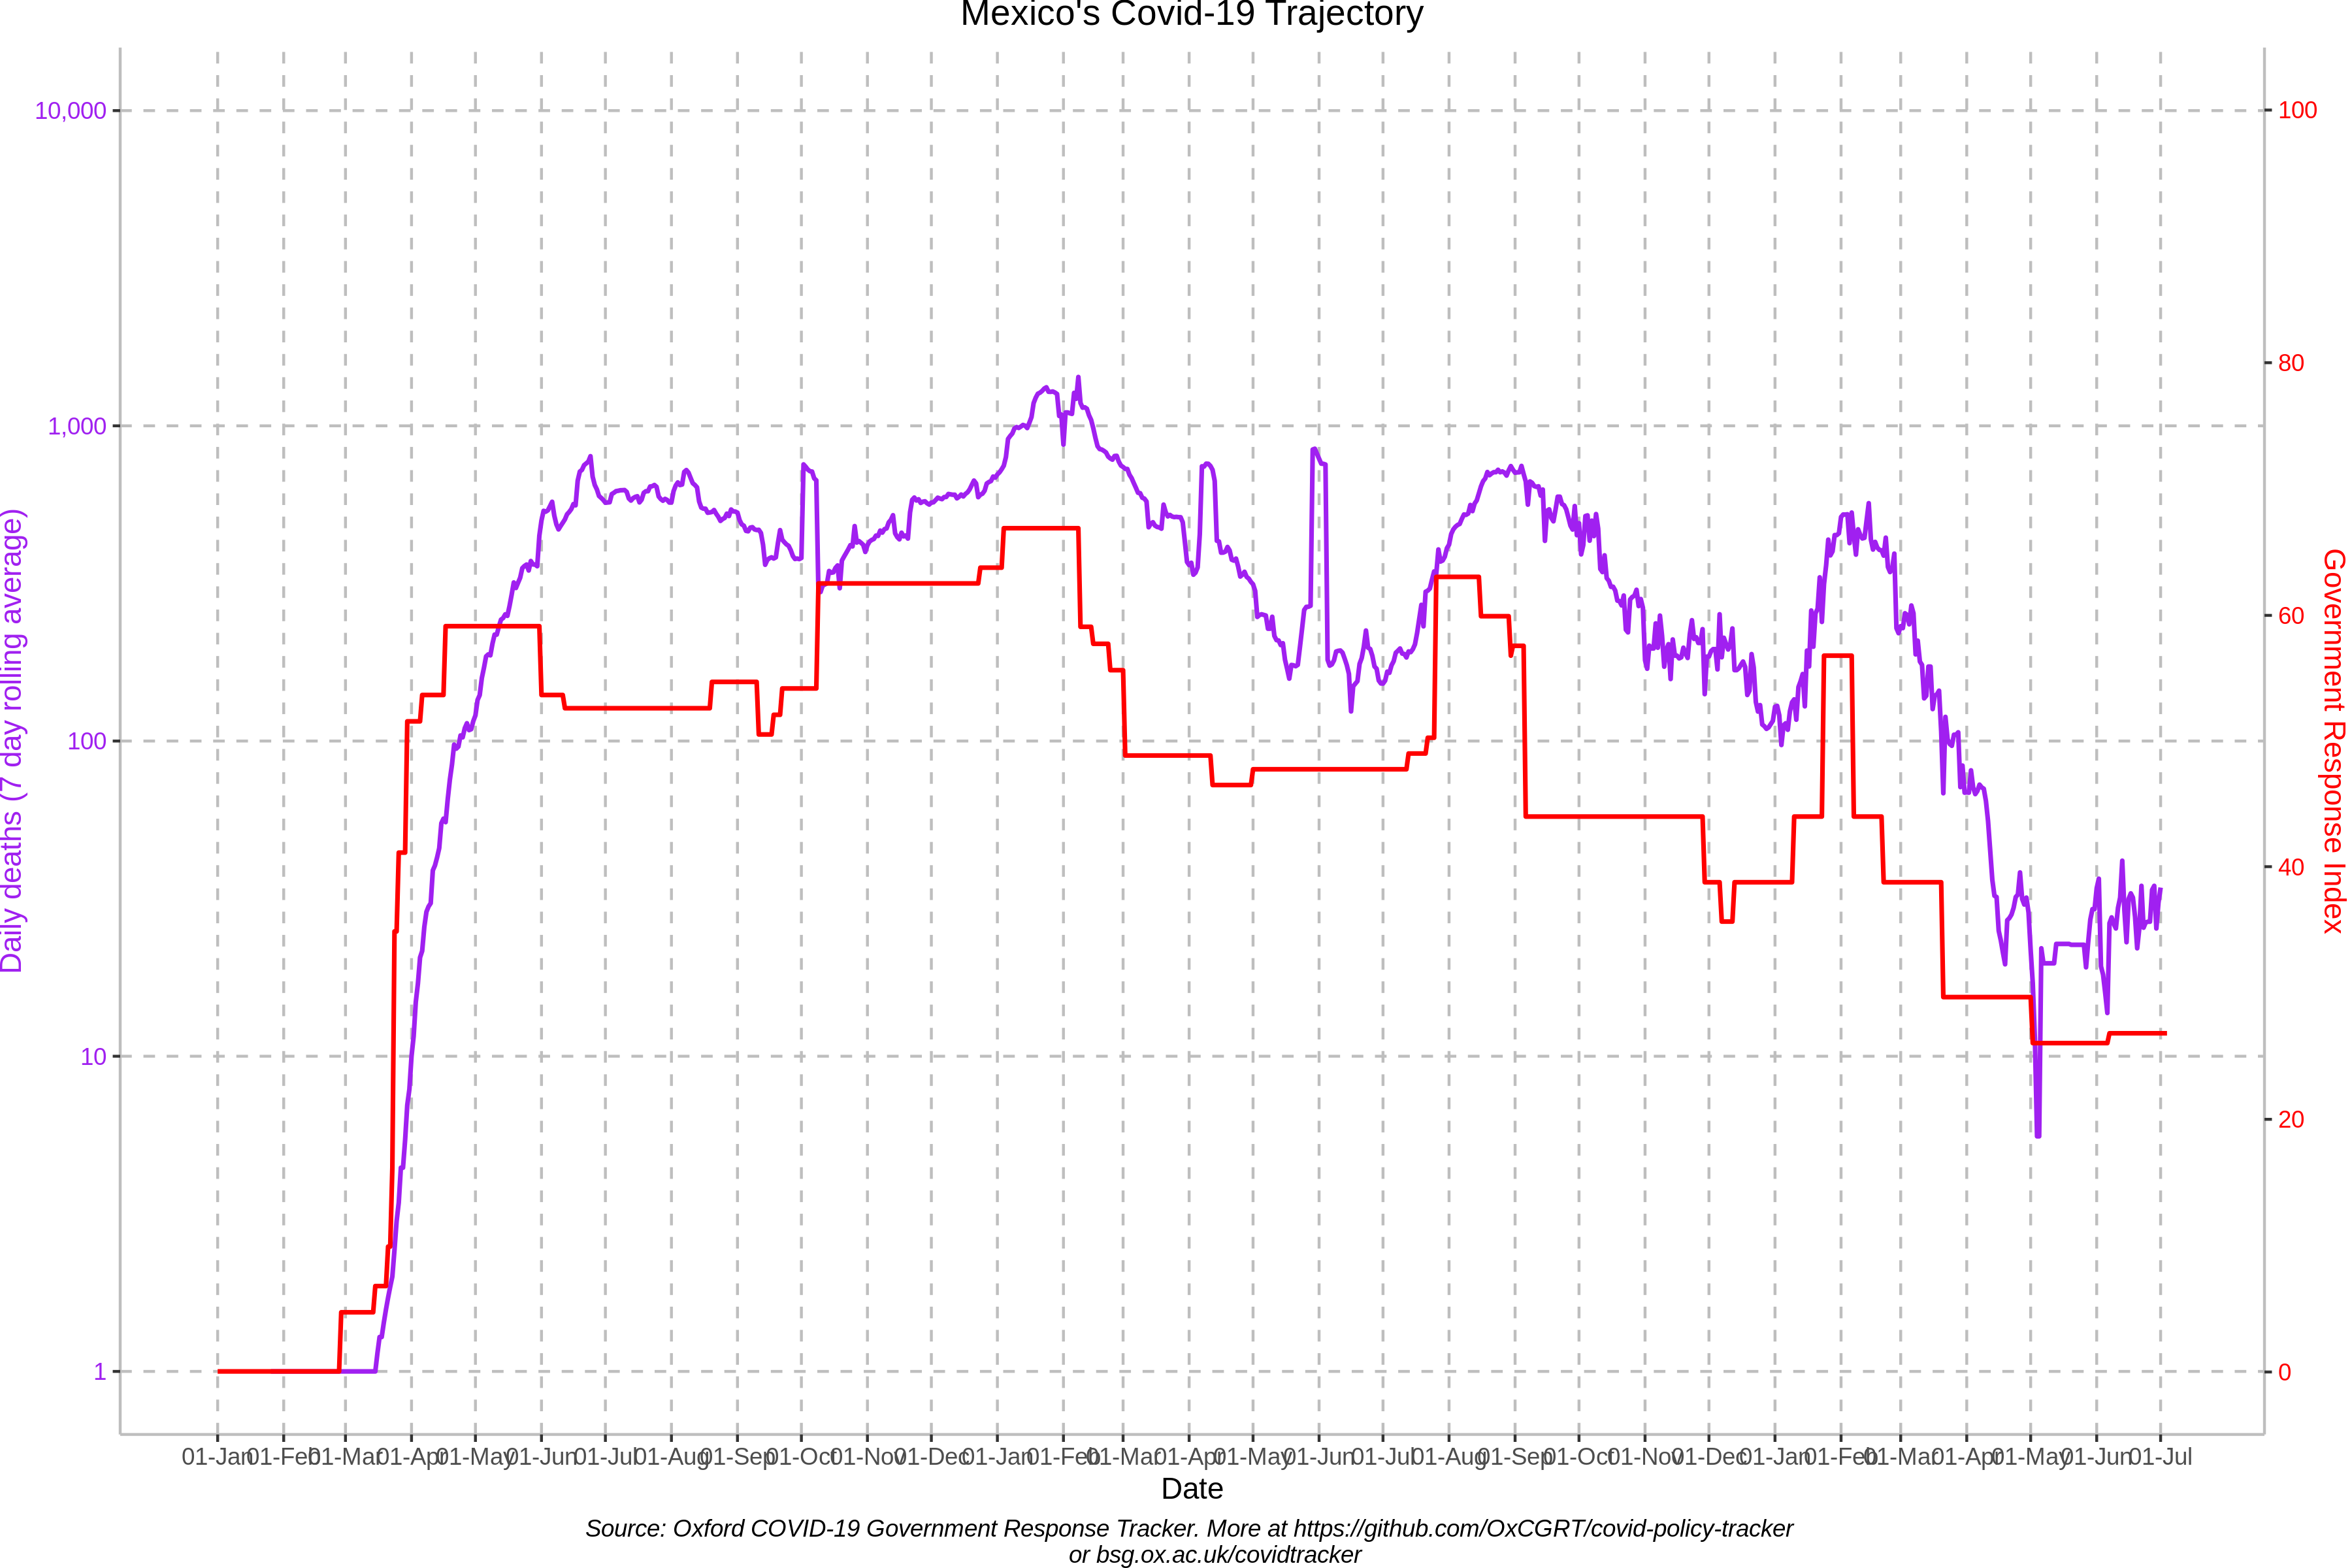 Mexico's Covid-19 Trajectory
10,000
1,000
100
10
1
Daily deaths (7 day rolling average)
100
80
60
40
20
0
Government Response Index
01-Jan 01-Feb 01-Mar 01-Apr 01-May 01-Jun 01-Jul 01-Aug 01-Sep 01-Oct 01-Nov 01-Dec 01-Jan 01-Feb 01-Mar 01-Apr 01-May 01-Jun 01-Jul 01-Aug 01-Sep 01-Oct 01-Nov 01-Dec 01-Jan 01-Feb 01-Mar 01-Apr 01-May 01-Jun 01-Jul
Date
Source: Oxford COVID-19 Government Response Tracker. More at https://github.com/OxCGRT/covid-policy-tracker
or bsg.ox.ac.uk/covidtracker